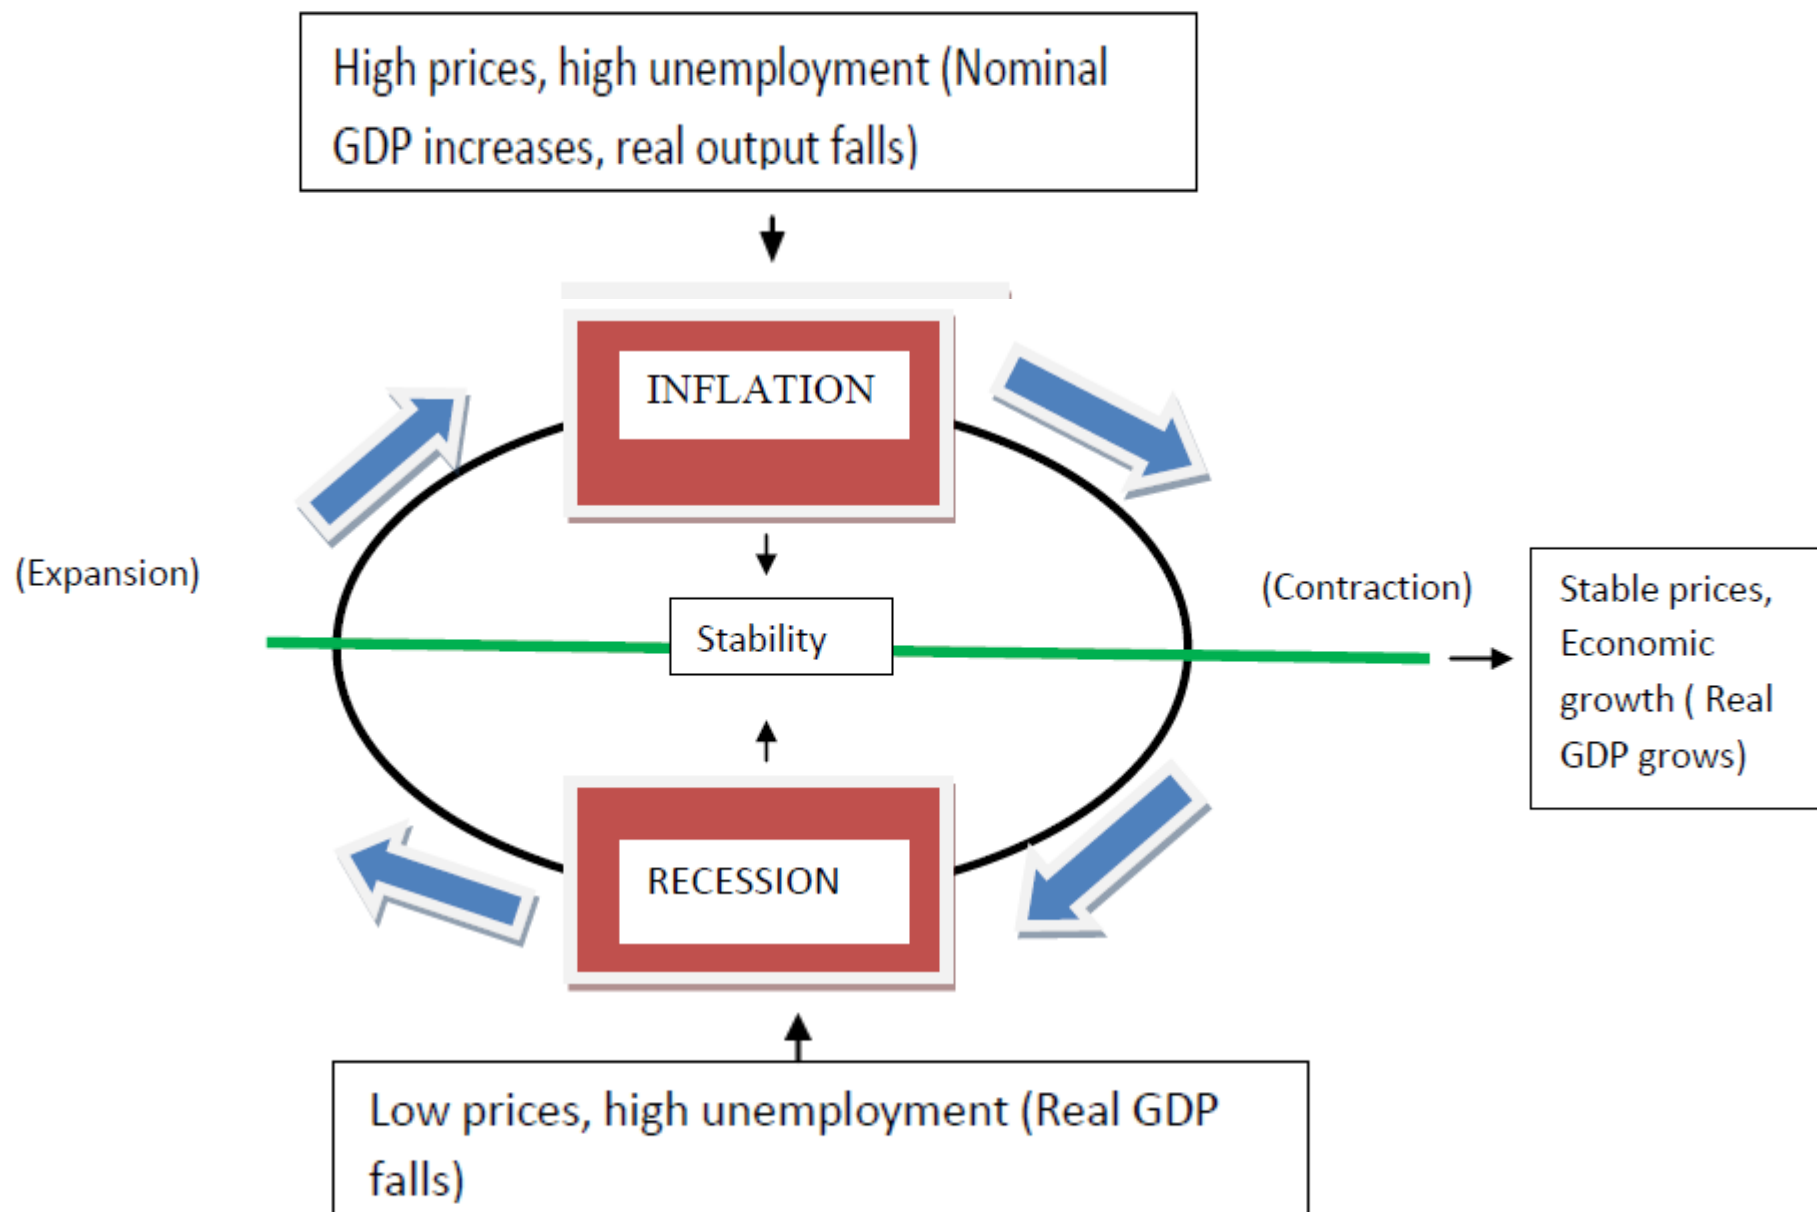 High prices, high unemployment (Nominal
GDP increases, real output falls)
INFLATION
(Expansion)
Stability
(Contraction)
Stable prices,
Economic
growth ( Real
GDP grows)
RECESSION
Low prices, high unemployment (Real GDP
falls)